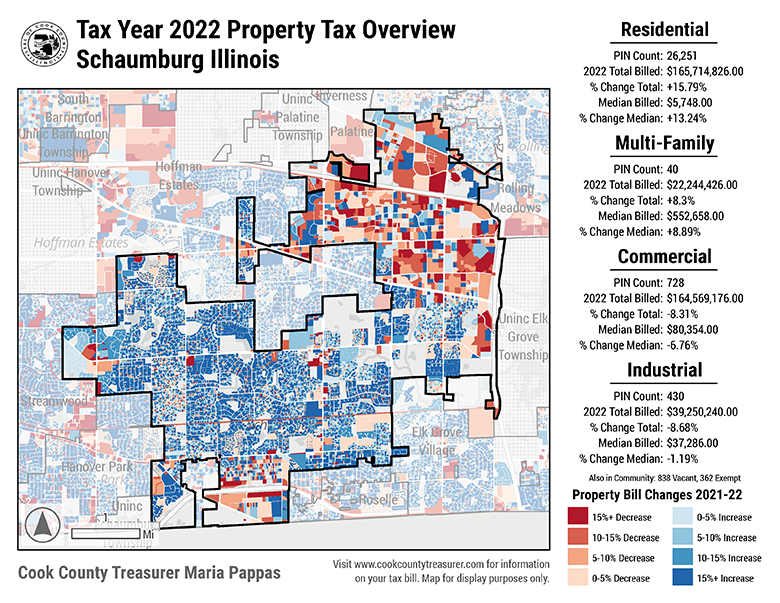 Tax Year 2022 Property Tax Overview
Schaumburg Illinois
South
Barrington
Uninc Barrington
Township
Uninc Hanover
Township
Hoffman
Estates
Hoffman Estates
Uninc
Palatine
Township
Inverness
Palatine
Rolling
Rolling
Meadows
Uninc Elk
Grove
Township
Streamwood
Hanover Park
Park
Elk Grove
Village
Roselle
Uninc
Schaumburg
Township
1
Mi
Cook County Treasurer Maria Pappas
Visit www.cookcountytreasurer.com for information
on your tax bill. Map for display purposes only.
Residential
PIN Count: 26,251
2022 Total Billed: $165,714,826.00
% Change Total: +15.79%
Median Billed: $5,748.00
% Change Median: +13.24%
Multi-Family
PIN Count: 40
2022 Total Billed: $22,244,426.00
% Change Total: +8.3%
Median Billed: $552,658.00
% Change Median: +8.89%
Commercial
PIN Count: 728
2022 Total Billed: $164,569,176.00
% Change Total: -8.31%
Median Billed: $80,354.00
% Change Median: -6.76%
Industrial
PIN Count: 430
2022 Total Billed: $39,250,240.00
% Change Total: -8.68%
Median Billed: $37,286.00
% Change Median: -1.19%
Also in Community: 838 Vacant, 362 Exempt
Property Bill Changes 2021-22
15%+ Decrease
10-15% Decrease
5-10% Decrease
0-5% Decrease
0-5% Increase
5-10% Increase
10-15% Increase
15%+ Increase